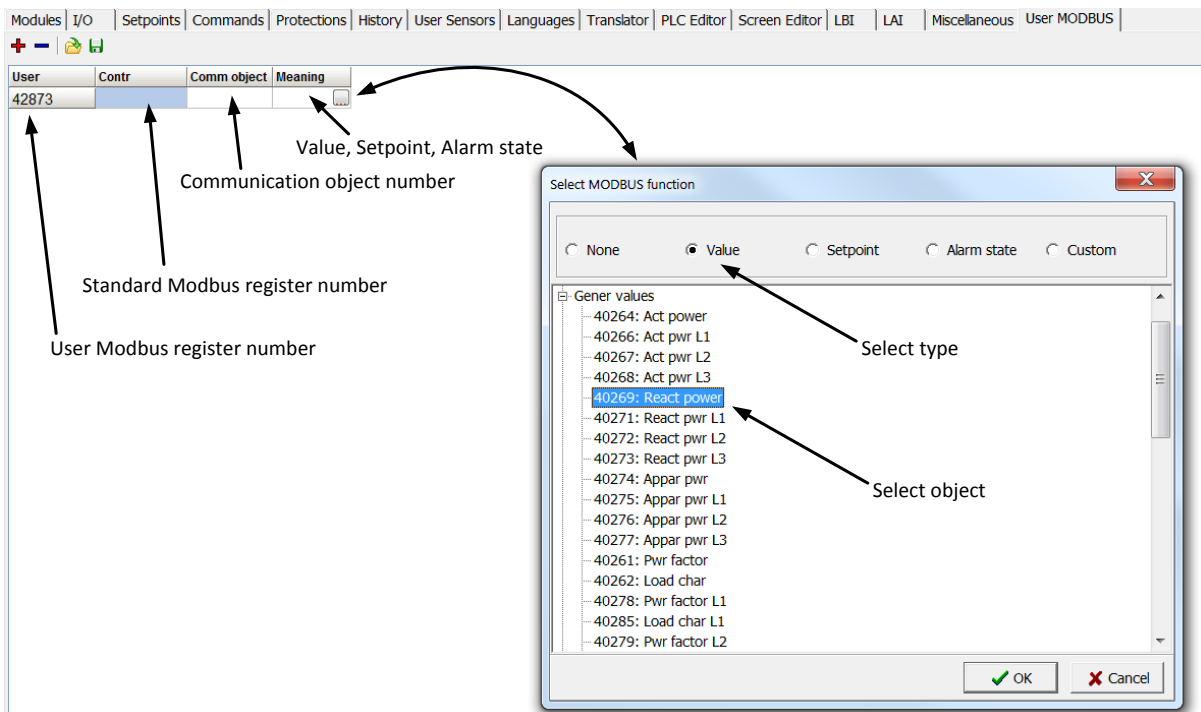 Modules I/O Setpoints Commands Protections History User Sensors Languages Translator PLC Editor Screen Editor LBI LAI Miscellaneous User MODBUS
User Contr Comm object Meaning
42873 ...
Value, Setpoint, Alarm state
Communication object number
Standard Modbus register number
User Modbus register number
Select MODBUS function
None Value Setpoint Alarm state Custom
Gener values
40264: Act power
40266: Act pwr L1
40267: Act pwr L2
40268: Act pwr L3
40269: React power
40271: React pwr L1
40272: React pwr L2
40273: React pwr L3
40274: Appar pwr
40275: Appar pwr L1
40276: Appar pwr L2
40277: Appar pwr L3
40261: Pwr factor
40262: Load char
40278: Pwr factor L1
40285: Load char L1
40279: Pwr factor L2
Select type
Select object
OK Cancel